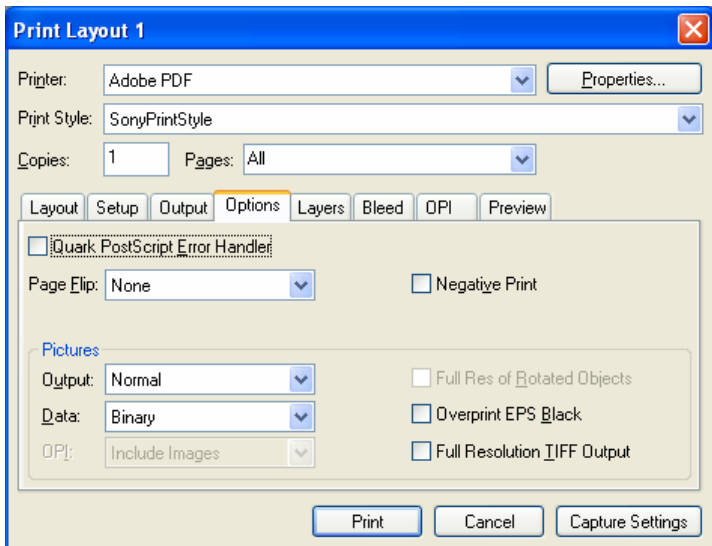 Print Layout 1
Printer: Adobe PDF Properties...
Print Style: SonyPrintStyle
Copies: 1 Pages: All
Layout Setup Output Options Layers Bleed OPI Preview
Quark PostScript Error Handler
Page Flip: None Negative Print
Pictures
Output: Normal Full Res of Rotated Objects
Data: Binary Overprint EPS Black
OPI: Include Images Full Resolution TIFF Output
Print Cancel Capture Settings